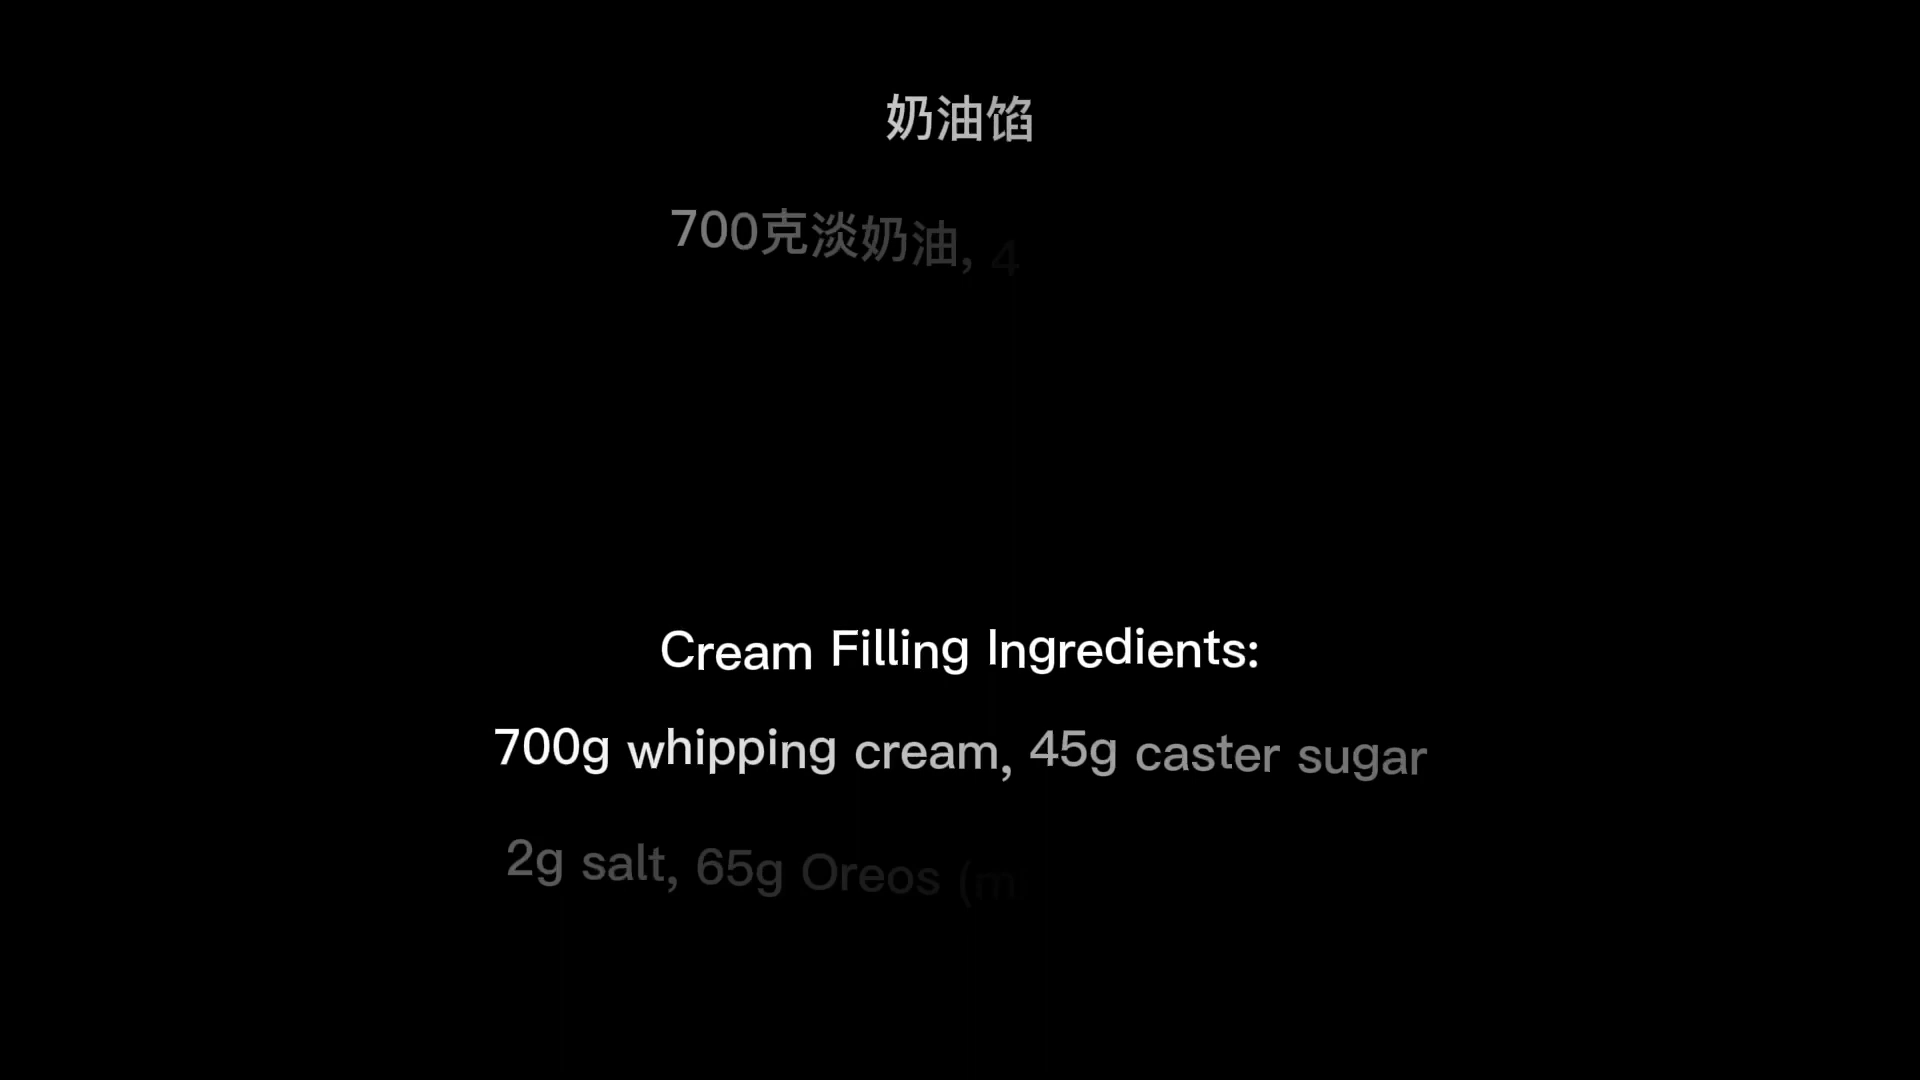 奶油馅
700克淡奶油, 4
Cream Filling Ingredients:
700g whipping cream, 45g caster sugar
2g salt, 65g Oreos